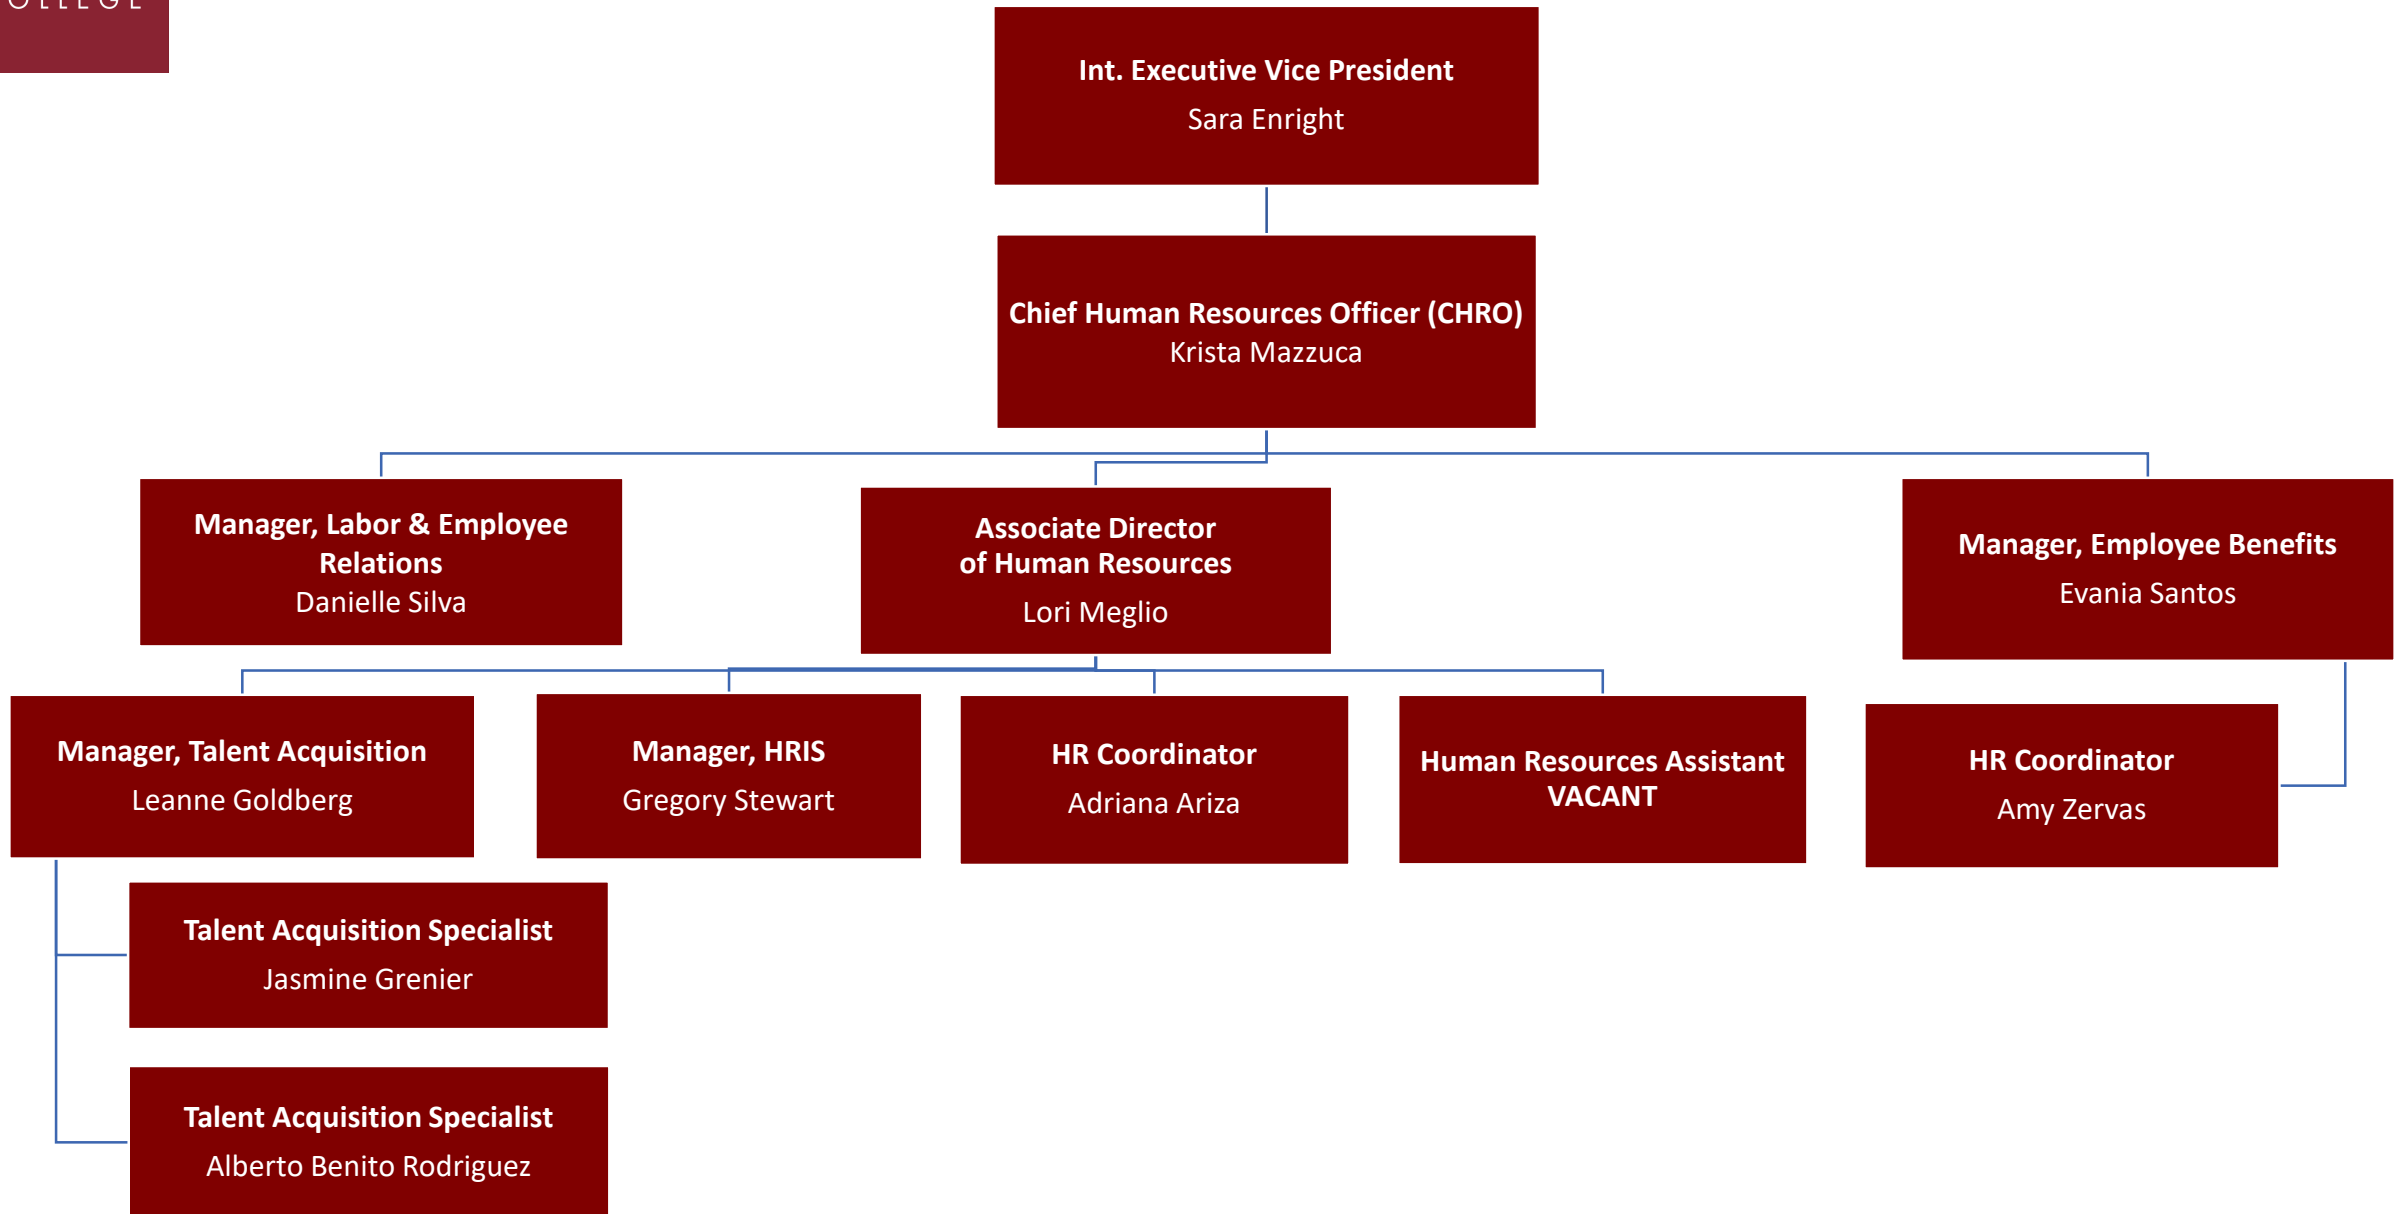 Int. Executive Vice President
Sara Enright
Chief Human Resources Officer (CHRO)
Krista Mazzuca
Manager, Labor & Employee
Relations
Danielle Silva
Associate Director
of Human Resources
Lori Meglio
Manager, Employee Benefits
Evania Santos
Manager, Talent Acquisition
Leanne Goldberg
Manager, HRIS
Gregory Stewart
HR Coordinator
Adriana Ariza
Human Resources Assistant
VACANT
HR Coordinator
Amy Zervas
Talent Acquisition Specialist
Jasmine Grenier
Talent Acquisition Specialist
Alberto Benito Rodriguez